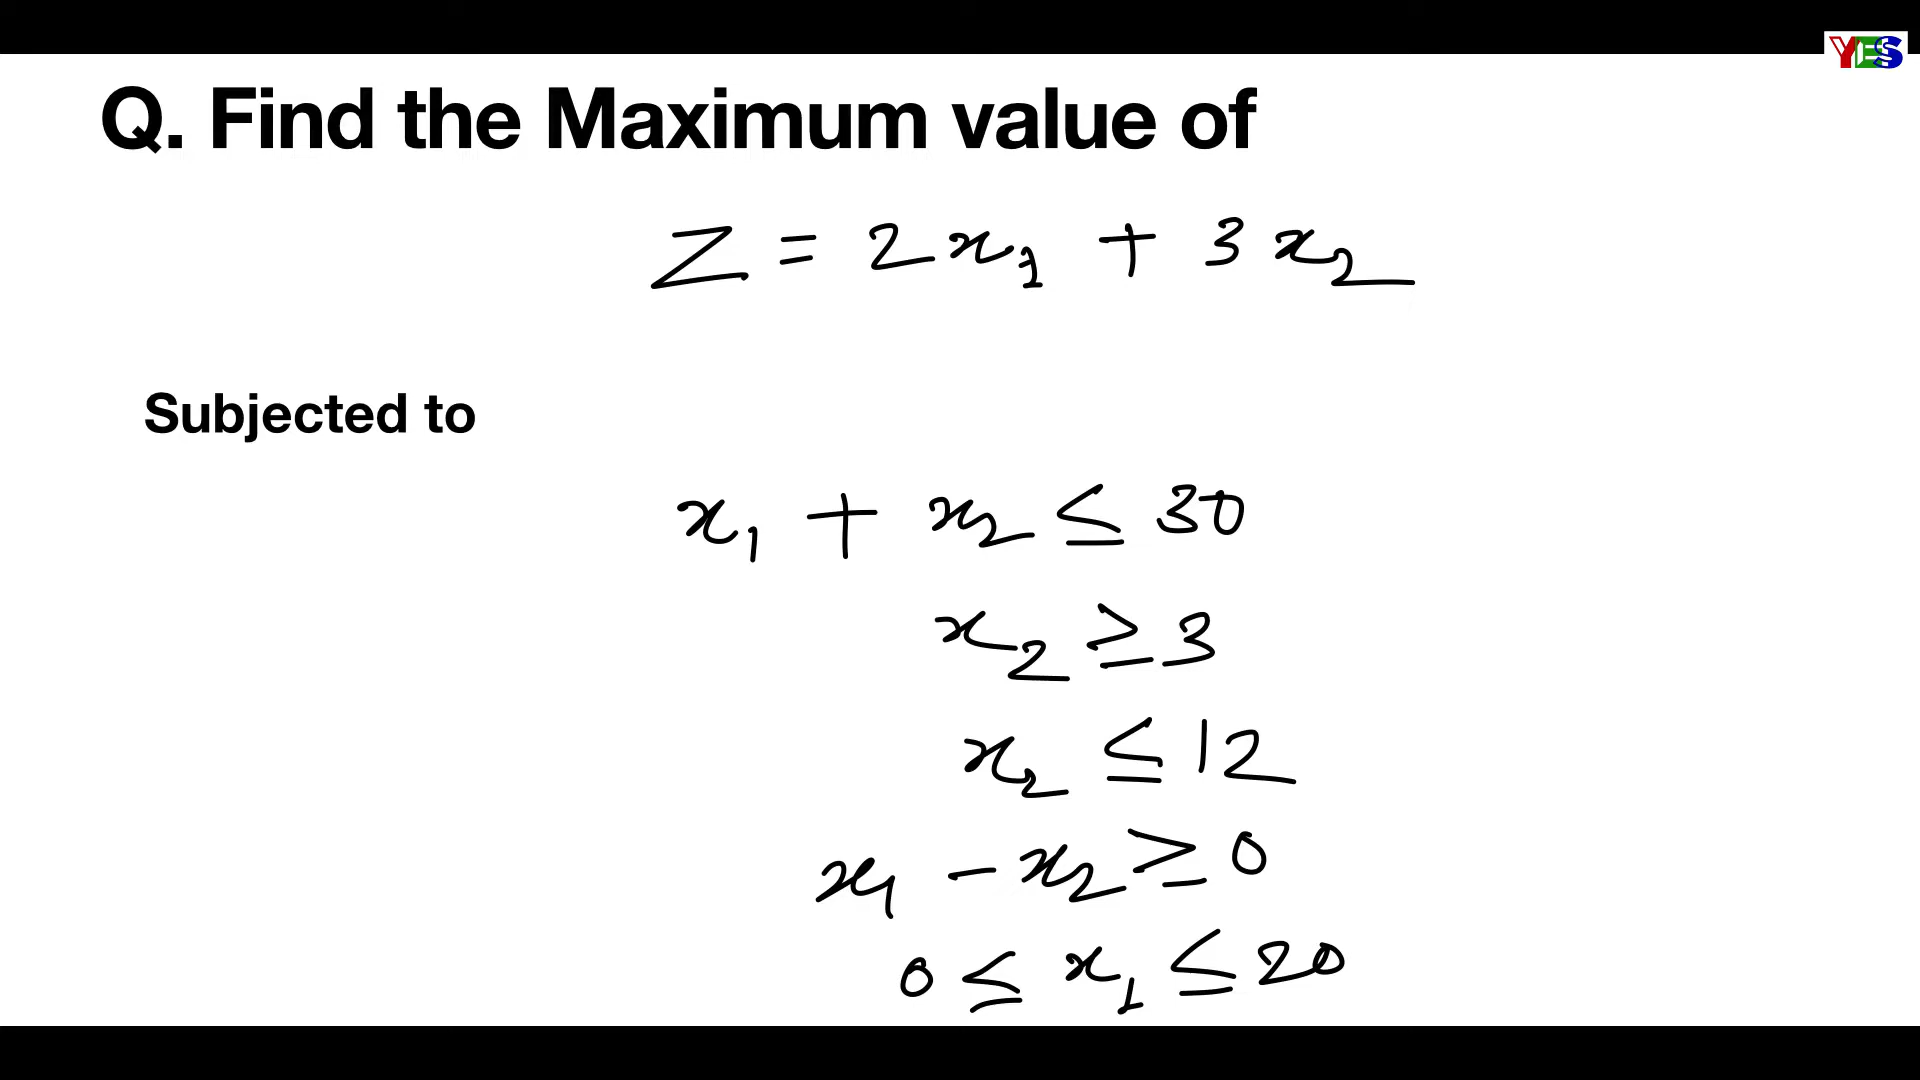 YES
Q. Find the Maximum value of
Z = 2x₁ + 3x₂
Subjected to
x₁ + x₂ ≤ 30
x₂ ≥ 3
x₂ ≤ 12
x₁ - x₂ ≥ 0
0 ≤ x₁ ≤ 20